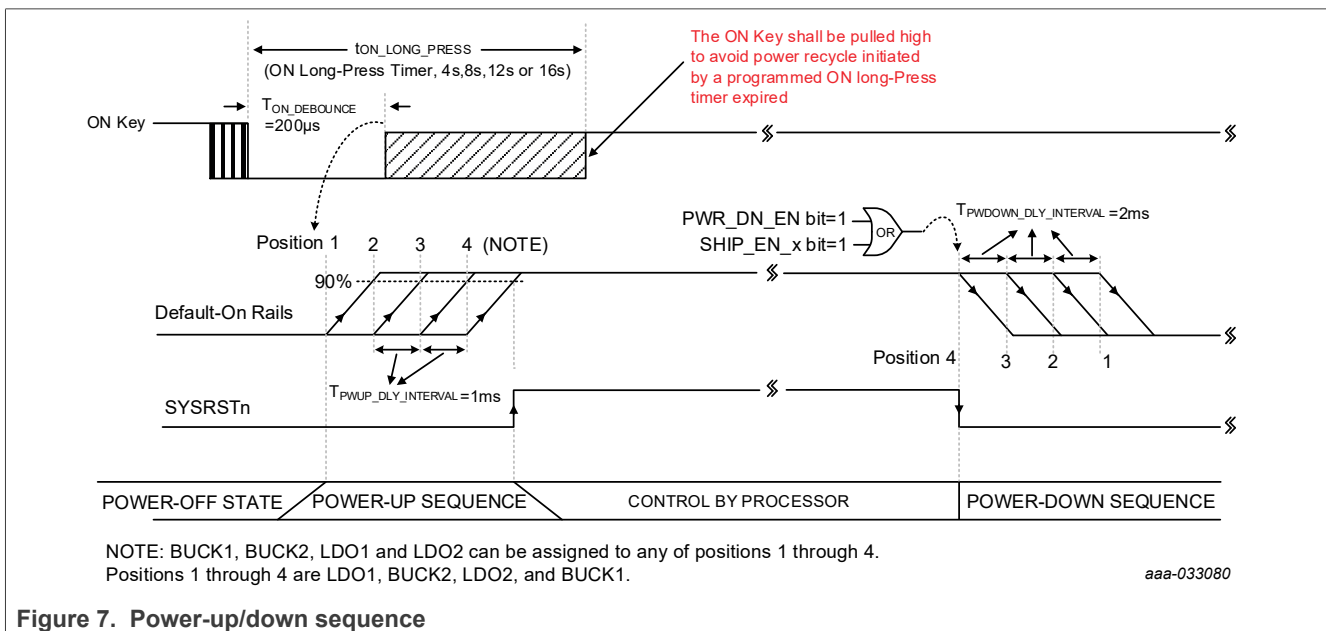 tON_LONG_PRESS
(ON Long-Press Timer, 4s,8s,12s or 16s)
The ON Key shall be pulled high
to avoid power recycle initiated
by a programmed ON long-Press
timer expired
TON_DEBOUNCE
=200µs
ON Key
PWR_DN_EN bit=1
SHIP_EN_x bit=1
OR
TPWDOWN_DLY_INTERVAL =2ms
Position 1 2 3 4 (NOTE)
90%
Default-On Rails
Position 4 3 2 1
TPWUP_DLY_INTERVAL=1ms
SYSRSTn
POWER-OFF STATE POWER-UP SEQUENCE CONTROL BY PROCESSOR POWER-DOWN SEQUENCE
NOTE: BUCK1, BUCK2, LDO1 and LDO2 can be assigned to any of positions 1 through 4.
Positions 1 through 4 are LDO1, BUCK2, LDO2, and BUCK1.
aaa-033080
Figure 7. Power-up/down sequence